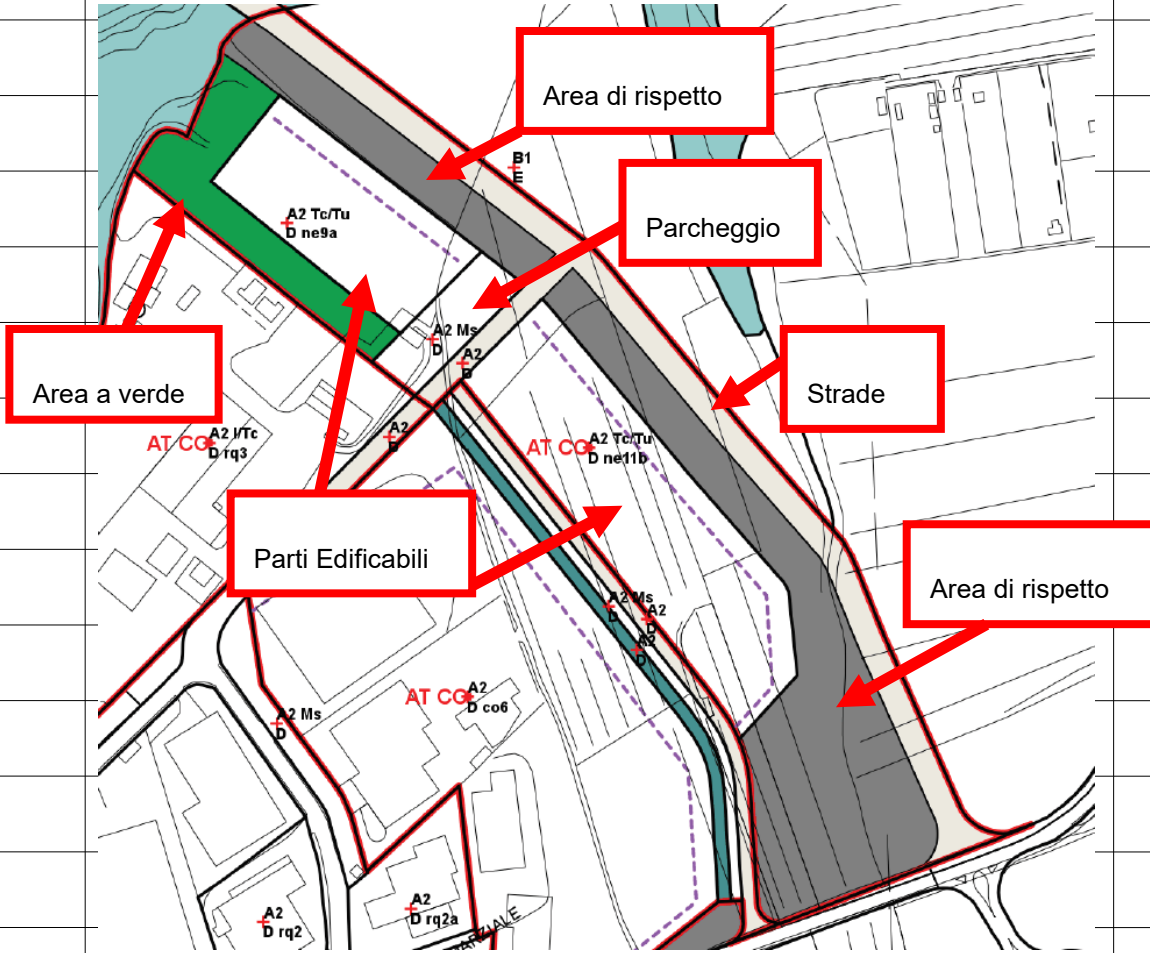 Area di rispetto
B1
E
Parcheggio
A2 Tc/Tu
D ne9a
A2 Ms
D
A2
Area a verde
Strade
A2 I/Tc
D rq3
AT CO
A2
AT CO
A2 Tc/Tu
D ne11b
Parti Edificabili
Area di rispetto
A2 Ms
D
A2
D
A2
D
AT CO
A2
D co6
A2 Ms
D
A2
D rq2a
A2
D rq2